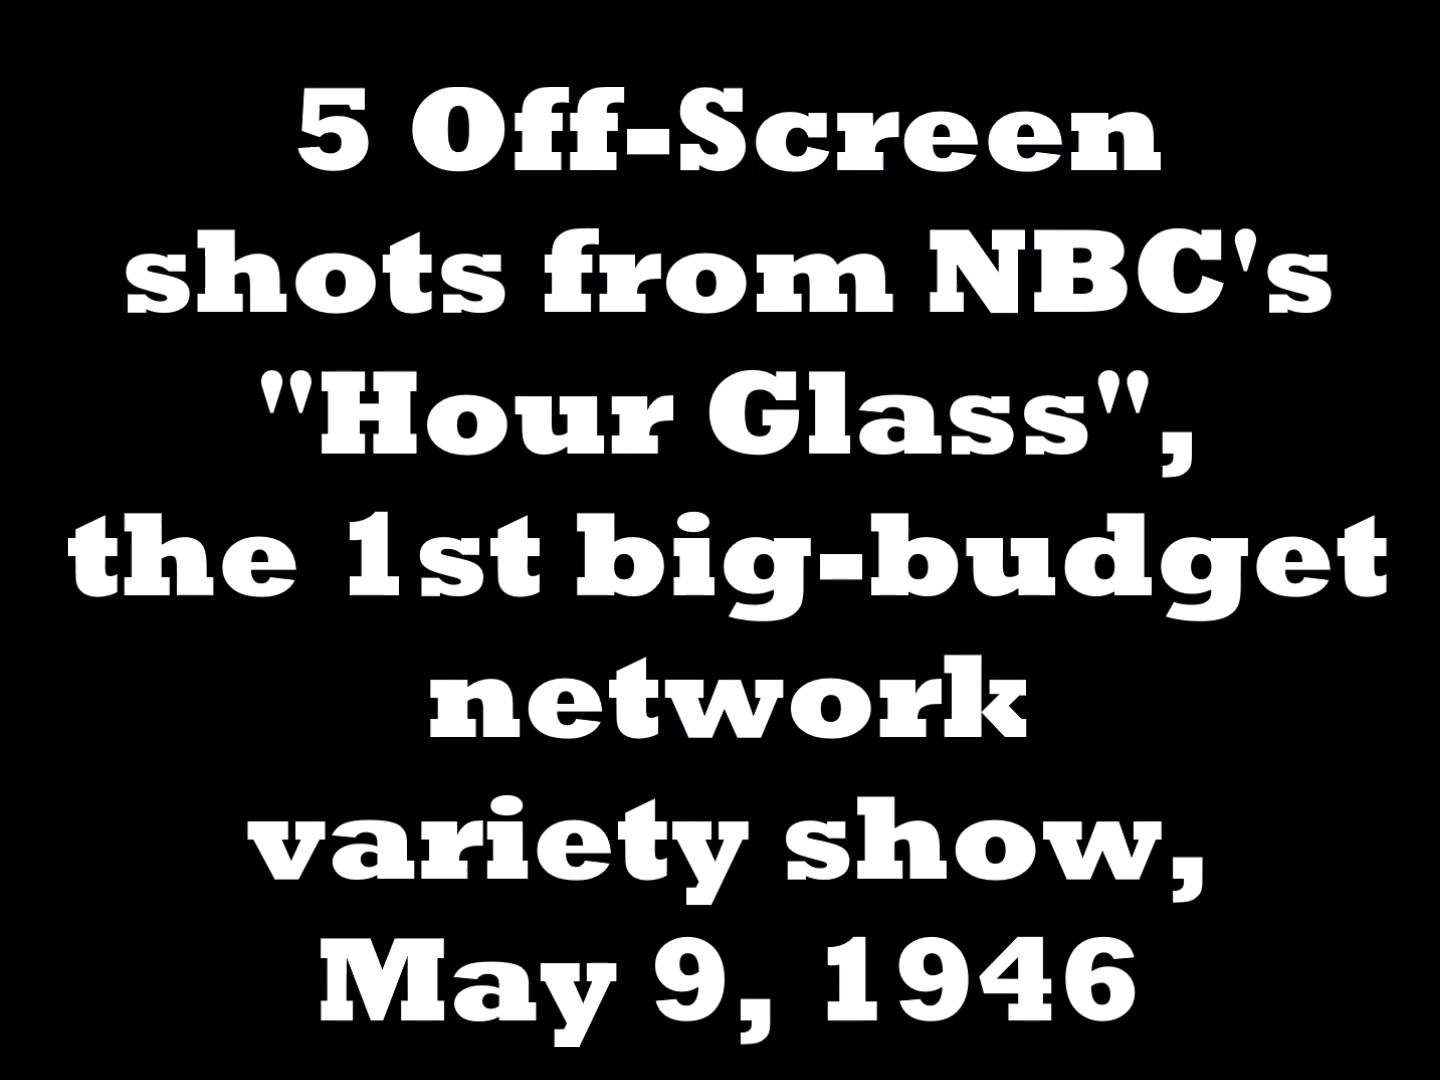 5 Off-Screen
shots from NBC's
"Hour Glass",
the 1st big-budget
network
variety show,
May 9, 1946